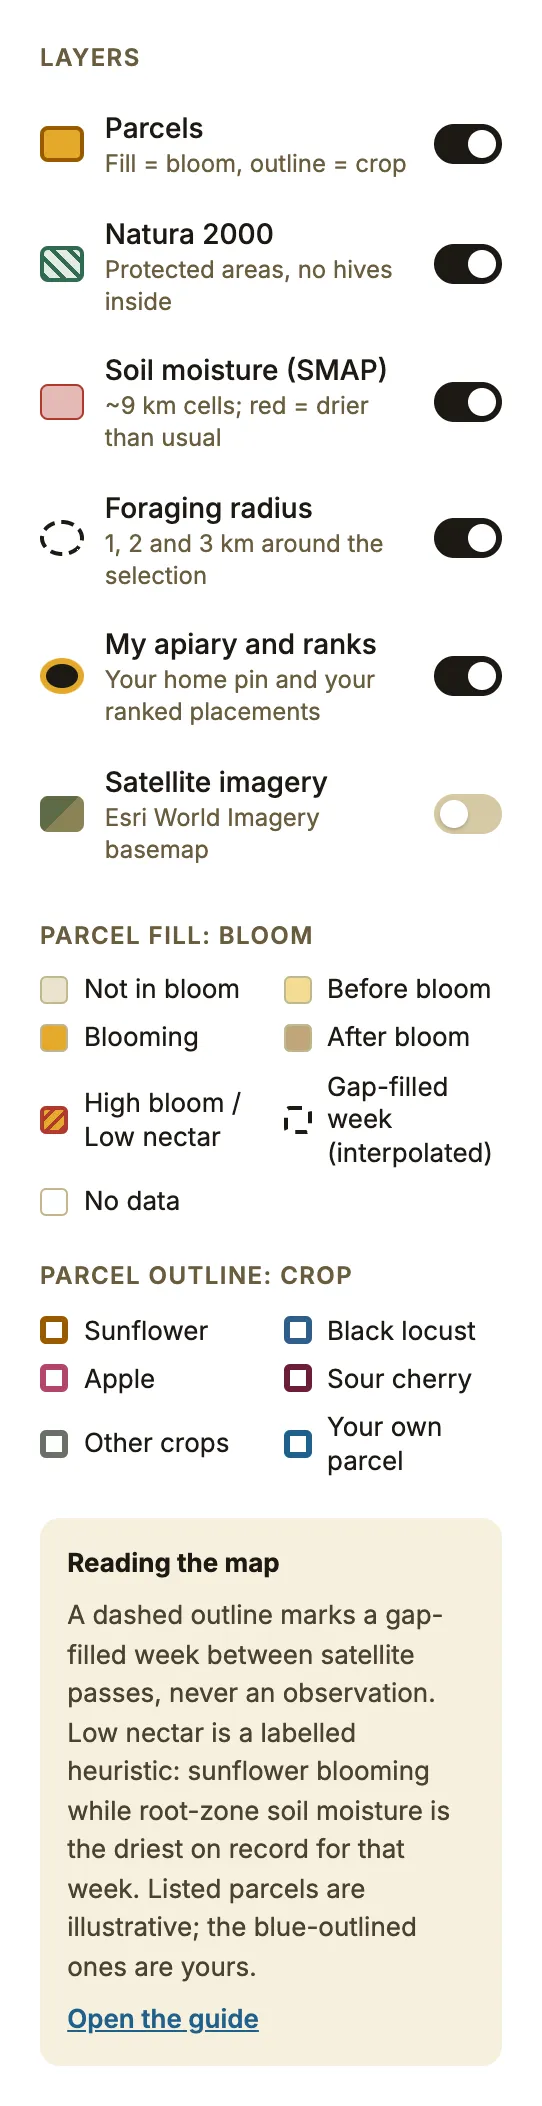 LAYERS
Parcels
Fill = bloom, outline = crop
Natura 2000
Protected areas, no hives
inside
Soil moisture (SMAP)
~9 km cells; red = drier
than usual
Foraging radius
1, 2 and 3 km around the
selection
My apiary and ranks
Your home pin and your
ranked placements
Satellite imagery
Esri World Imagery
basemap
PARCEL FILL: BLOOM
Not in bloom
Before bloom
Blooming
After bloom
High bloom /
Low nectar
Gap-filled
week
(interpolated)
No data
PARCEL OUTLINE: CROP
Sunflower
Black locust
Apple
Sour cherry
Other crops
Your own
parcel
Reading the map
A dashed outline marks a gap-
filled week between satellite
passes, never an observation.
Low nectar is a labelled
heuristic: sunflower blooming
while root-zone soil moisture is
the driest on record for that
week. Listed parcels are
illustrative; the blue-outlined
ones are yours.
Open the guide